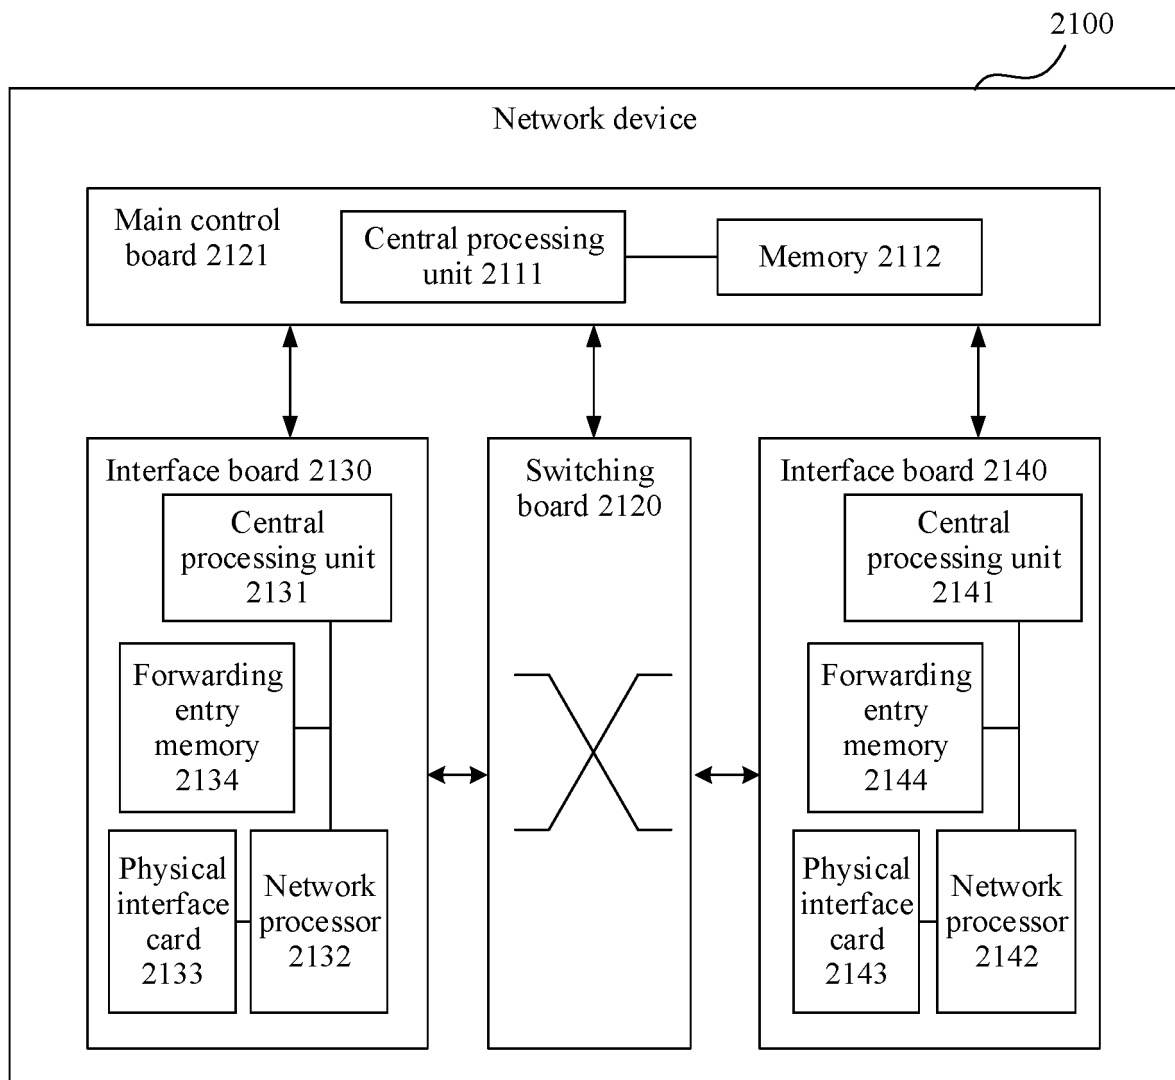 2100
Network device
Main control
board 2121
Central processing
unit 2111
Memory 2112
Interface board 2130
Central
processing unit
2131
Forwarding
entry
memory
2134
Physical
interface
card
2133
Network
processor
2132
Switching
board 2120
Interface board 2140
Central
processing unit
2141
Forwarding
entry
memory
2144
Physical
interface
card
2143
Network
processor
2142